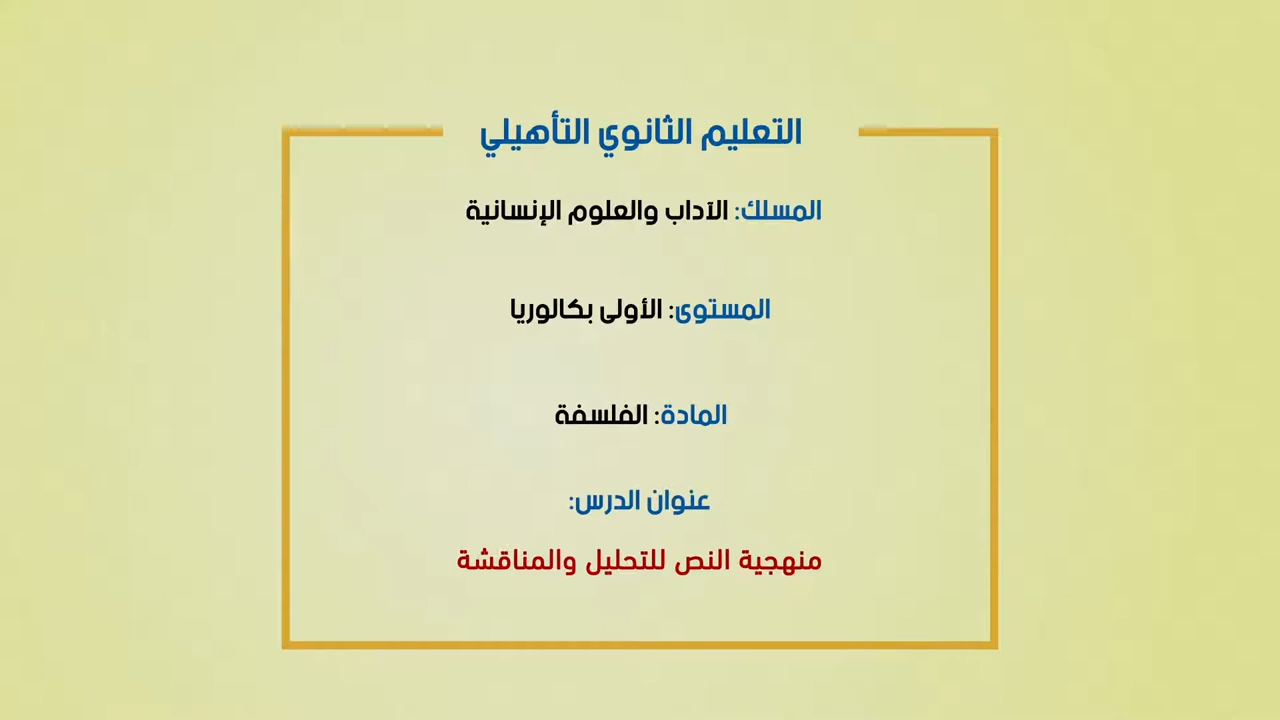 التعليم الثانوي التأهيلي
المسلك: الآداب والعلوم الإنسانية
المستوى: الأولى بكالوريا
المادة: الفلسفة
عنوان الدرس:
منهجية النص للتحليل والمناقشة